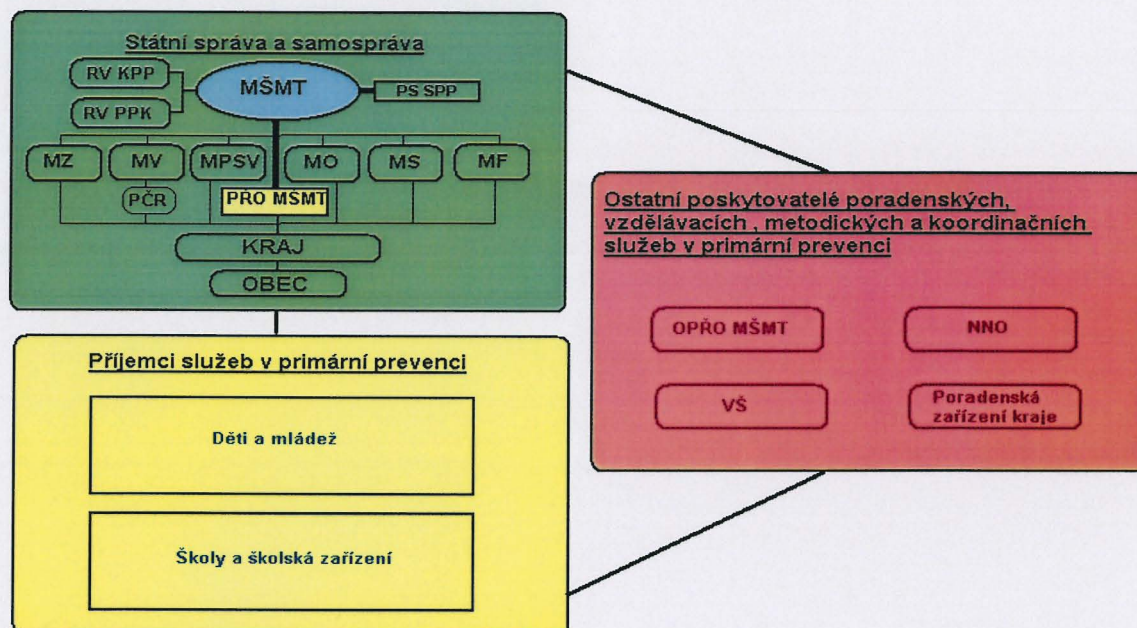 Státní správa a samospráva
RV KPP
MŠMT
PS SPP
RV PPK
MZ
MV
MPSV
MO
MS
MF
PČR
PŘO MŠMT
KRAJ
OBEC
Ostatní poskytovatelé poradenských,
vzdělávacích , metodických a koordinačních
služeb v primární prevenci
OPŘO MŠMT
NNO
VŠ
Poradenská
zařízení kraje
Příjemci služeb v primární prevenci
Děti a mládež
Školy a školská zařízení